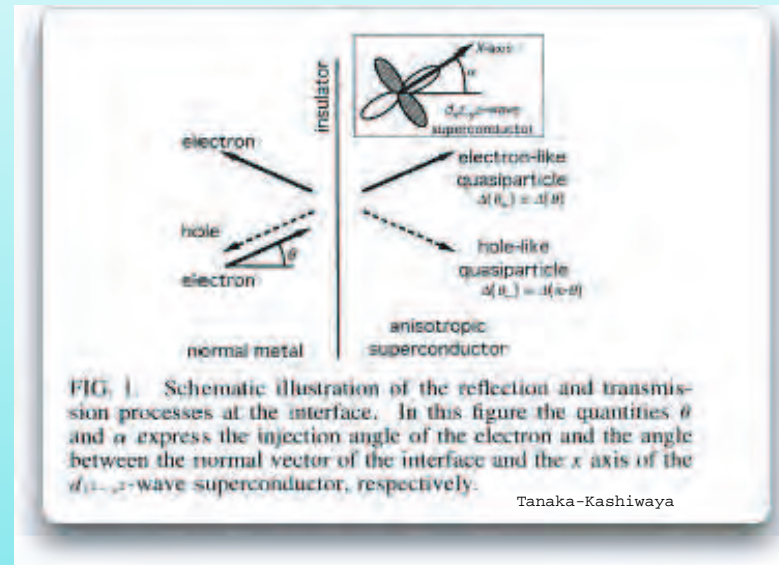 insulator
X-axis
α
-wave
superconductor
electron
electron-like
quasiparticle
hole
θ
electron
hole-like
quasiparticle
normal metal
anisotropic
superconductor
FIG. 1. Schematic illustration of the reflection and transmis-
sion processes at the interface. In this figure the quantities θ
and α express the injection angle of the electron and the angle
between the normal vector of the interface and the x axis of the
-wave superconductor, respectively.
Tanaka-Kashiwaya